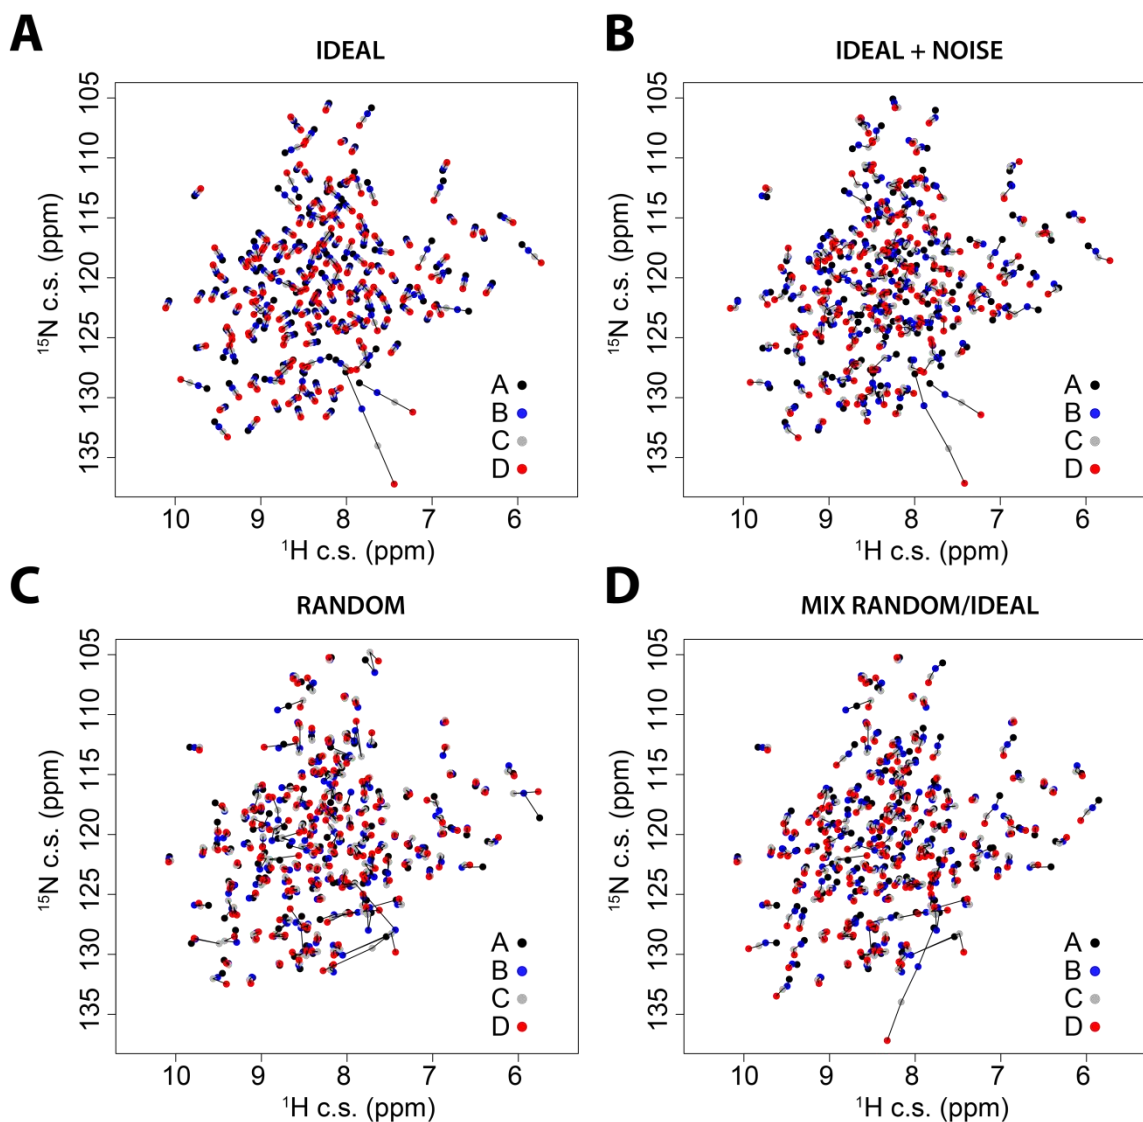 A
IDEAL
105
110
115
120
125
130
135
15N c.s. (ppm)
A
B
C
D
10 9 8 7 6
1H c.s. (ppm)
B
IDEAL + NOISE
105
110
115
120
125
130
135
15N c.s. (ppm)
A
B
C
D
10 9 8 7 6
1H c.s. (ppm)
C
RANDOM
105
110
115
120
125
130
135
15N c.s. (ppm)
A
B
C
D
10 9 8 7 6
1H c.s. (ppm)
D
MIX RANDOM/IDEAL
105
110
115
120
125
130
135
15N c.s. (ppm)
A
B
C
D
10 9 8 7 6
1H c.s. (ppm)